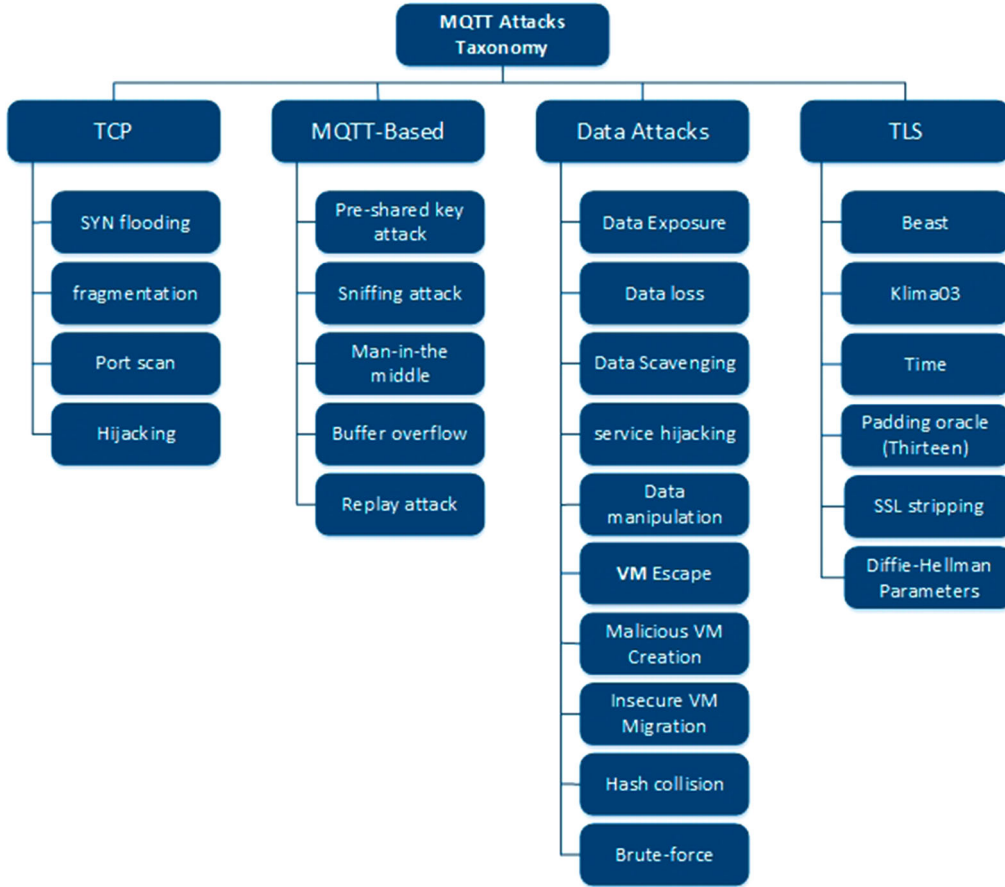 MQTT Attacks
Taxonomy
TCP
MQTT-Based
Data Attacks
TLS
SYN flooding
fragmentation
Port scan
Hijacking
Pre-shared key
attack
Sniffing attack
Man-in-the
middle
Buffer overflow
Replay attack
Data Exposure
Data loss
Data Scavenging
service hijacking
Data
manipulation
VM Escape
Malicious VM
Creation
Insecure VM
Migration
Hash collision
Brute-force
Beast
Klima03
Time
Padding oracle
(Thirteen)
SSL stripping
Diffie-Hellman
Parameters